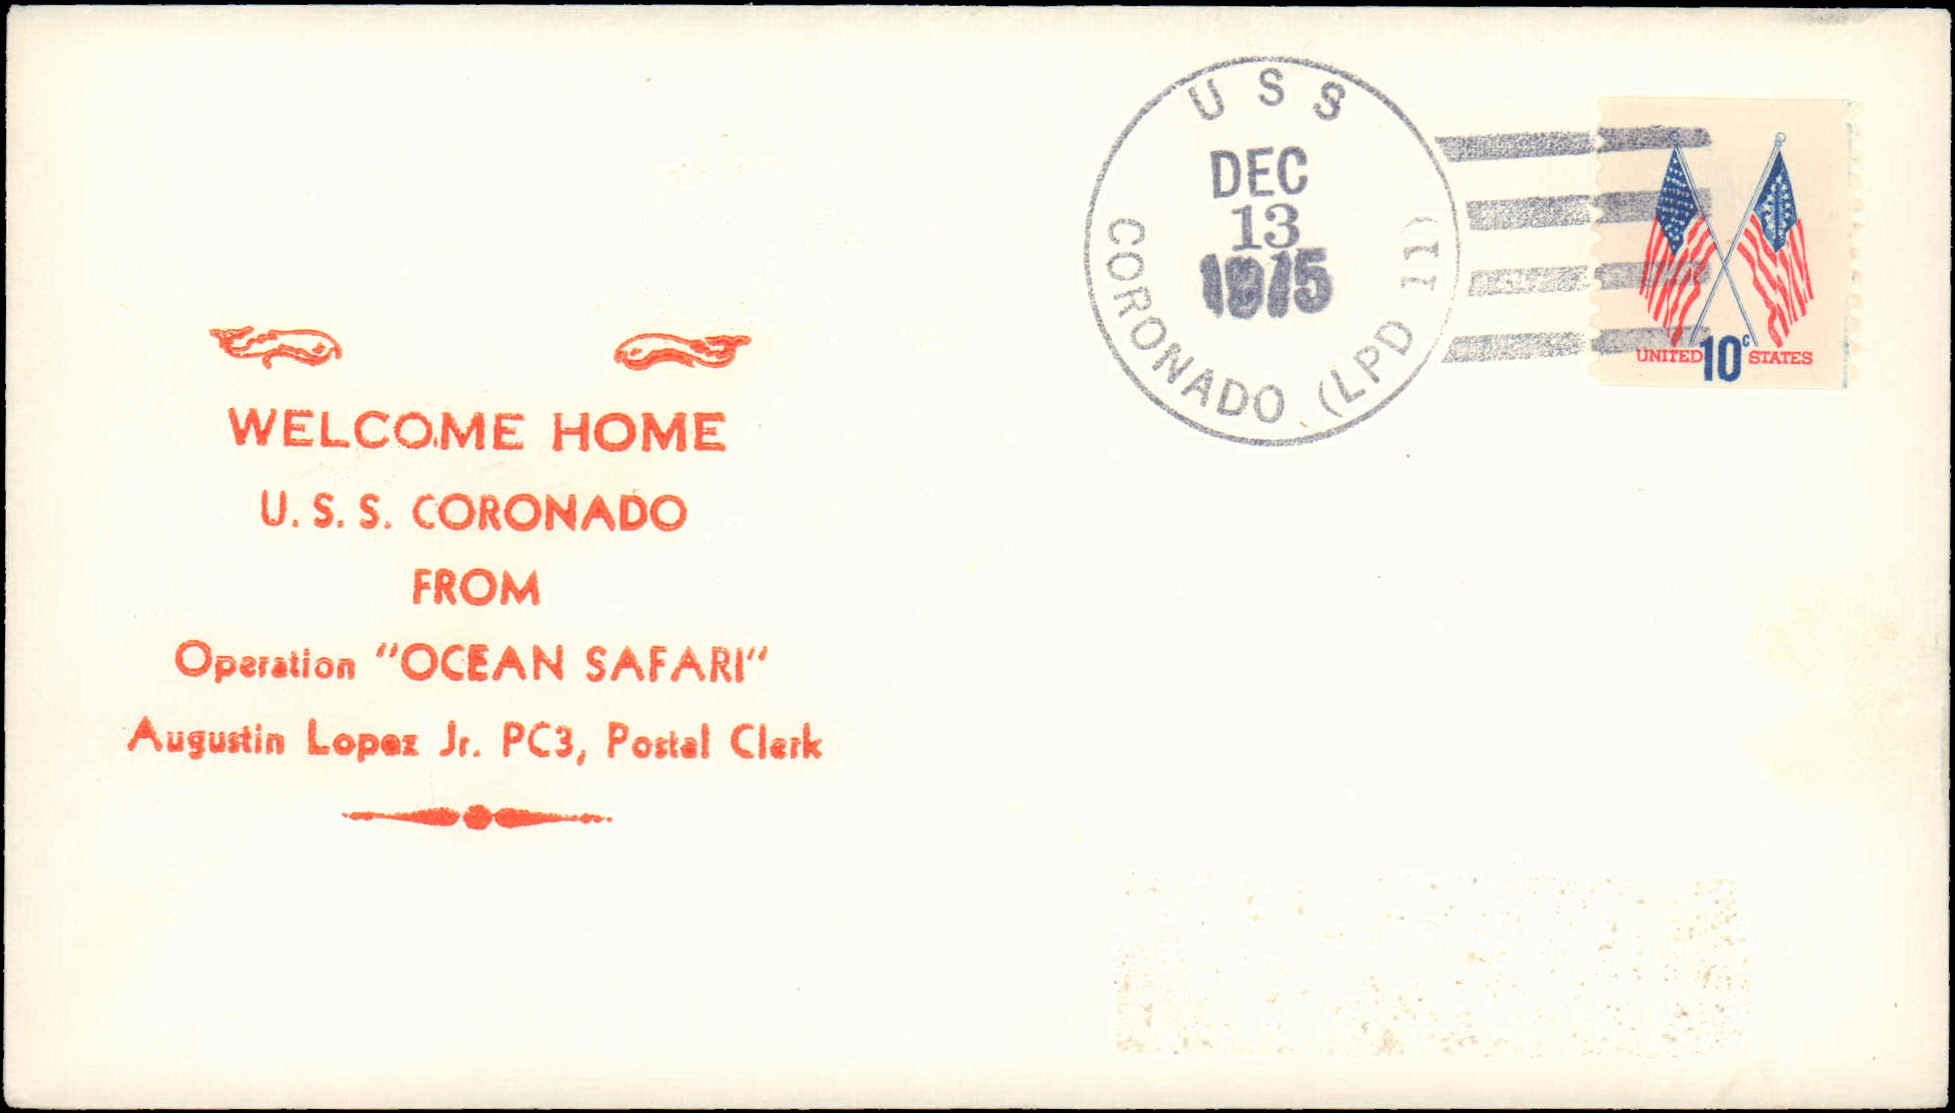 USS
CORONADO (LPD 11)
DEC
13
1975
UNITED 10c STATES
WELCOME HOME
U. S. S. CORONADO
FROM
Operation "OCEAN SAFARI"
Augustin Lopez Jr. PC3, Postal Clerk